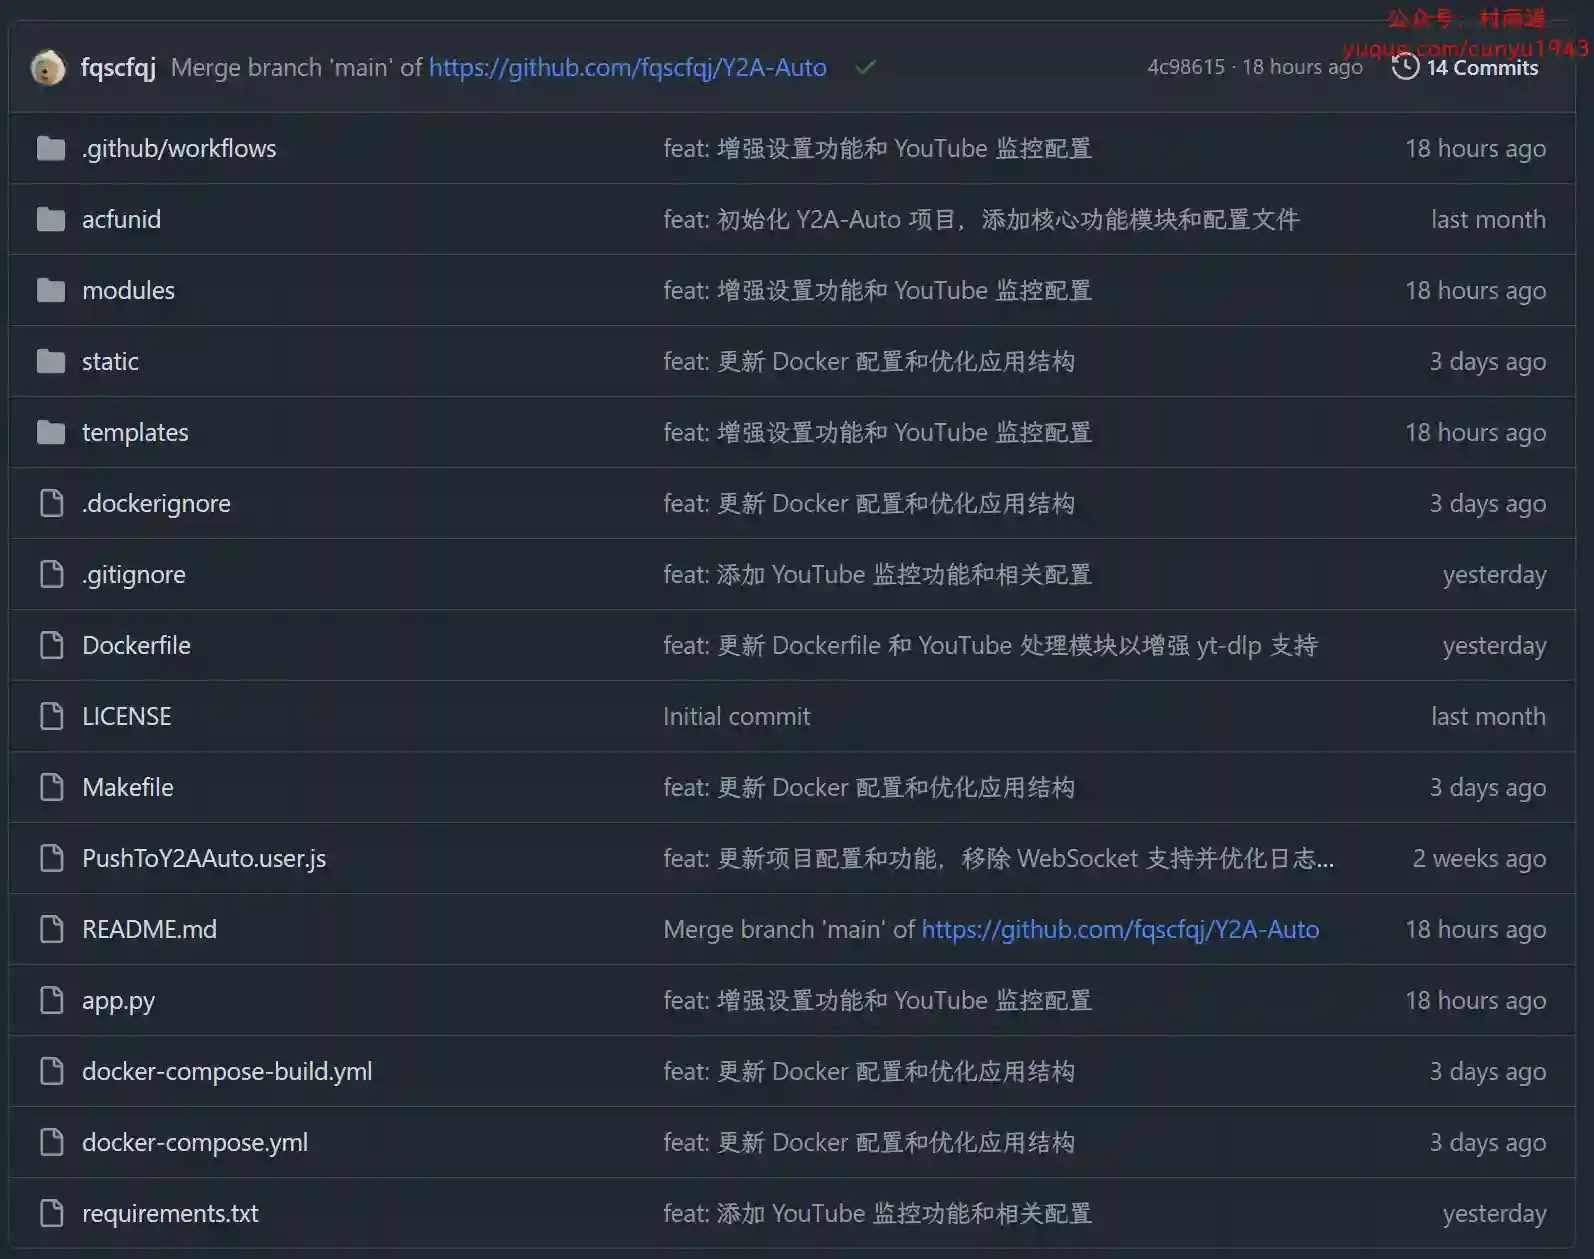 公众号：村雨遥
yuque.com/cunyu1943
fqscfqj Merge branch 'main' of https://github.com/fqscfqj/Y2A-Auto 4c98615 · 18 hours ago 14 Commits
.github/workflows feat: 增强设置功能和 YouTube 监控配置 18 hours ago
acfunid feat: 初始化 Y2A-Auto 项目，添加核心功能模块和配置文件 last month
modules feat: 增强设置功能和 YouTube 监控配置 18 hours ago
static feat: 更新 Docker 配置和优化应用结构 3 days ago
templates feat: 增强设置功能和 YouTube 监控配置 18 hours ago
.dockerignore feat: 更新 Docker 配置和优化应用结构 3 days ago
.gitignore feat: 添加 YouTube 监控功能和相关配置 yesterday
Dockerfile feat: 更新 Dockerfile 和 YouTube 处理模块以增强 yt-dlp 支持 yesterday
LICENSE Initial commit last month
Makefile feat: 更新 Docker 配置和优化应用结构 3 days ago
PushToY2AAuto.user.js feat: 更新项目配置和功能，移除 WebSocket 支持并优化日志... 2 weeks ago
README.md Merge branch 'main' of https://github.com/fqscfqj/Y2A-Auto 18 hours ago
app.py feat: 增强设置功能和 YouTube 监控配置 18 hours ago
docker-compose-build.yml feat: 更新 Docker 配置和优化应用结构 3 days ago
docker-compose.yml feat: 更新 Docker 配置和优化应用结构 3 days ago
requirements.txt feat: 添加 YouTube 监控功能和相关配置 yesterday